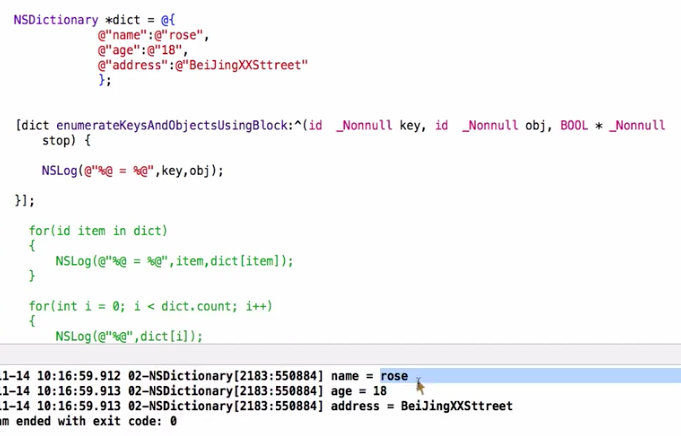 NSDictionary *dict = @{
@"name":@"rose",
@"age":@"18",
@"address":@"BeiJingXXSttreet"
};
[dict enumerateKeysAndObjectsUsingBlock:^(id _Nonnull key, id _Nonnull obj, BOOL * _Nonnull
stop) {
NSLog(@"%@ = %@",key,obj);
}];
for(id item in dict)
{
NSLog(@"%@ = %@",item,dict[item]);
}
for(int i = 0; i < dict.count; i++)
{
NSLog(@"%@",dict[i]);
11-14 10:16:59.912 02-NSDictionary[2183:550884] name = rose
11-14 10:16:59.913 02-NSDictionary[2183:550884] age = 18
11-14 10:16:59.913 02-NSDictionary[2183:550884] address = BeiJingXXSttreet
am ended with exit code: 0